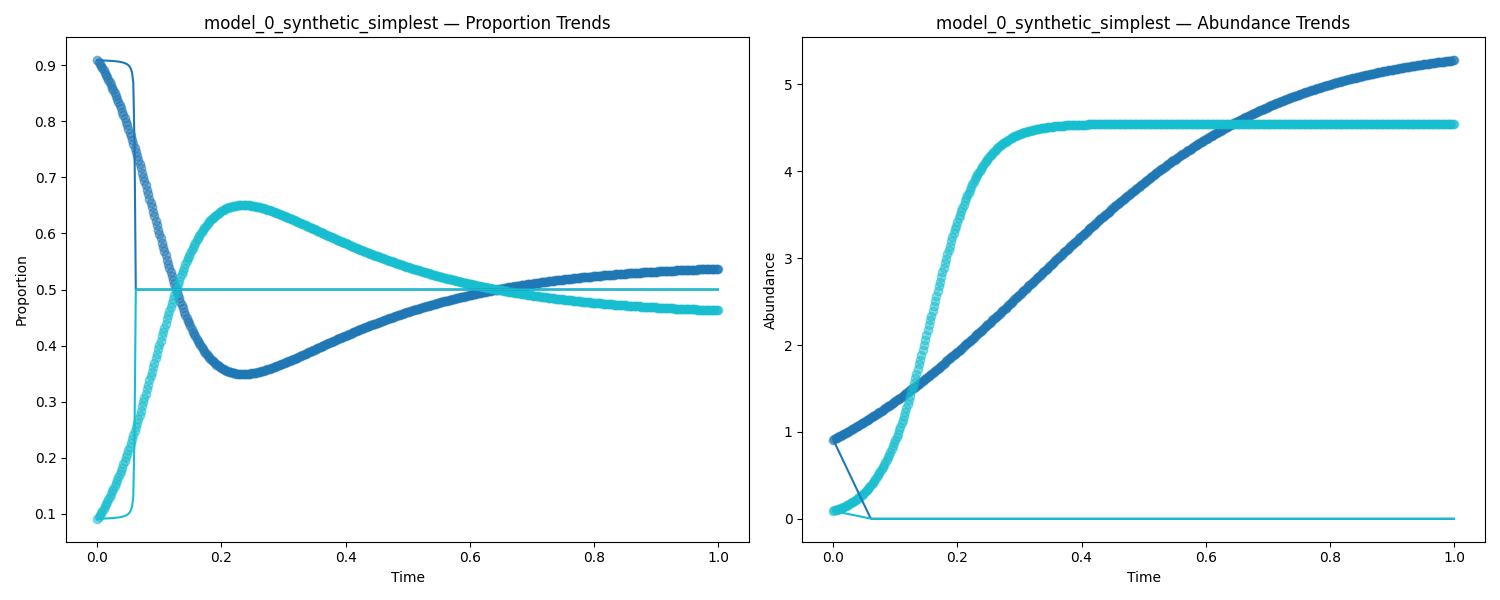 model_0_synthetic_simplest — Proportion Trends
0.9
0.8
0.7
0.6
0.5
0.4
0.3
0.2
0.1
Proportion
0.0 0.2 0.4 0.6 0.8 1.0
Time
model_0_synthetic_simplest — Abundance Trends
5
4
3
2
1
0
Abundance
0.0 0.2 0.4 0.6 0.8 1.0
Time